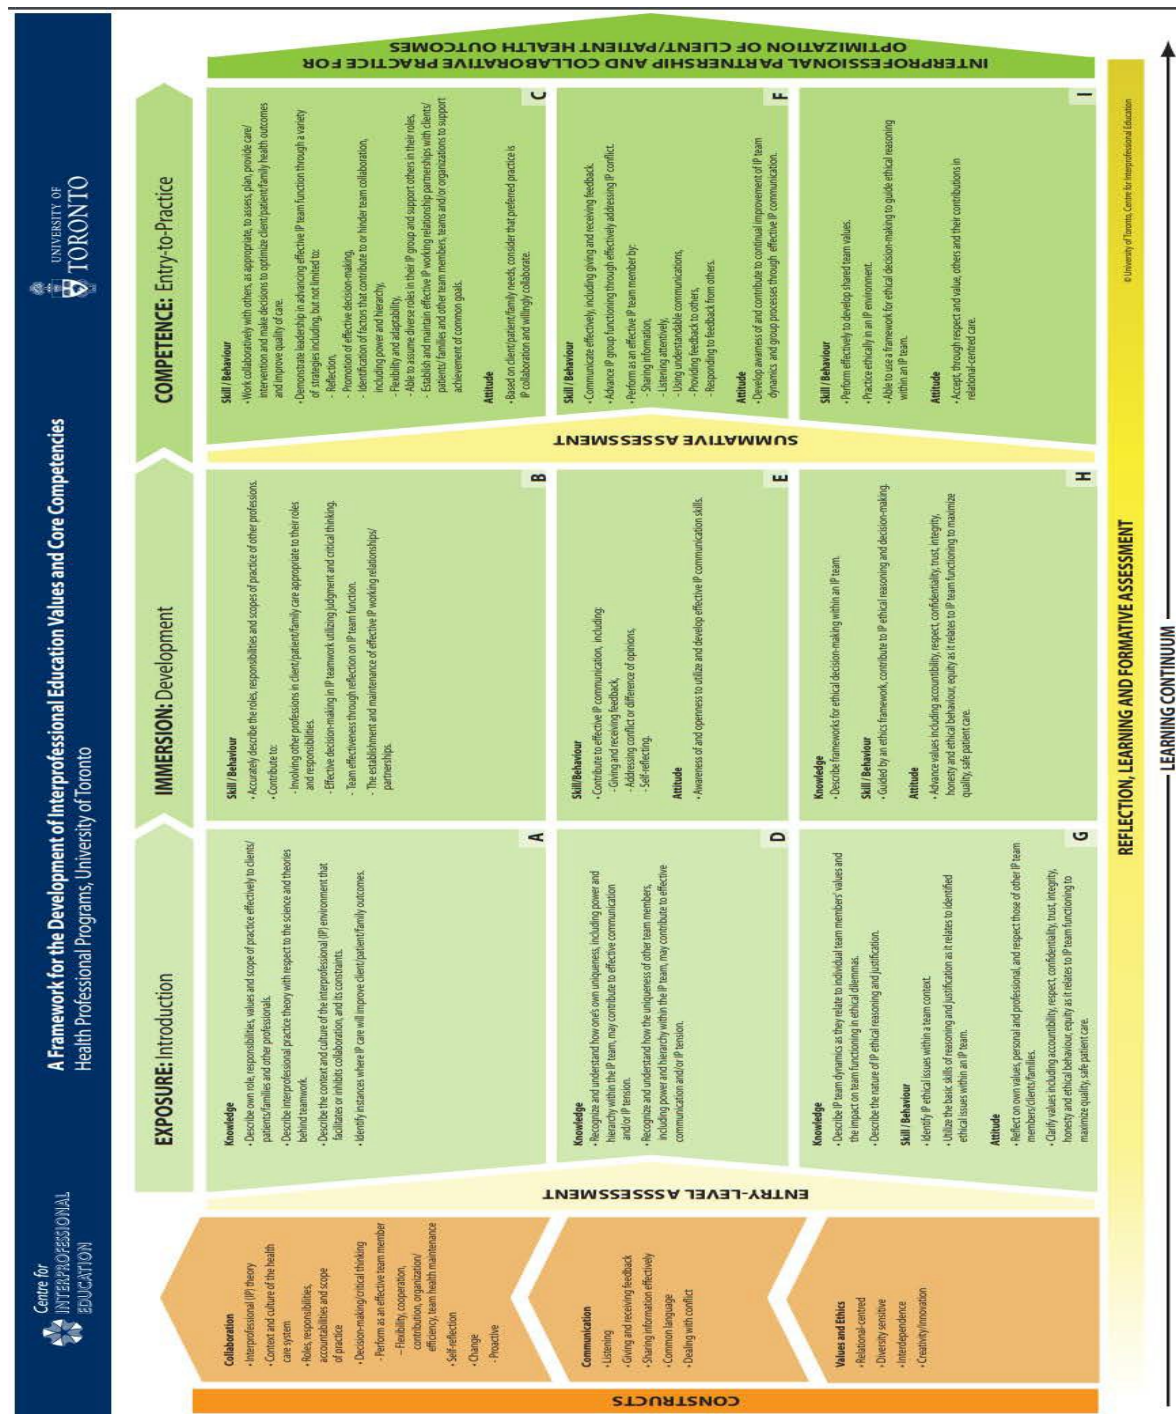 Centre for
INTERPROFESSIONAL
EDUCATION
A Framework for the Development of Interprofessional Education Values and Core Competencies
Health Professional Programs, University of Toronto
UNIVERSITY OF
TORONTO
EXPOSURE: Introduction
IMMERSION: Development
COMPETENCE: Entry-to-Practice
CONSTRUCTS
Collaboration
• Interprofessional (IP) theory
• Context and culture of the health
care system
• Roles, responsibilities,
accountabilities and scope
of practice
• Decision-making/critical thinking
- Perform as an effective team member
– Flexibility, cooperation,
contribution, organization/
efficiency, team health maintenance
• Self-reflection
• Change
- Proactive
Communication
• Listening
• Giving and receiving feedback
• Sharing information effectively
• Common language
• Dealing with conflict
Values and Ethics
• Relational-centred
• Diversity sensitive
• Interdependence
• Creativity/Innovation
ENTRY-LEVEL ASSESSMENT
Knowledge
• Describe own role, responsibilities, values and scope of practice effectively to clients/
patients/families and other professionals.
• Describe interprofessional practice theory with respect to the science and theories
behind teamwork.
• Describe the context and culture of the interprofessional (IP) environment that
facilitates or inhibits collaboration, and its constraints.
• Identify instances where IP care will improve client/patient/family outcomes.
A
Knowledge
• Recognize and understand how one's own uniqueness, including power and
hierarchy within the IP team, may contribute to effective communication
and/or IP tension.
• Recognize and understand how the uniqueness of other team members,
including power and hierarchy within the IP team, may contribute to effective
communication and/or IP tension.
D
Knowledge
• Describe IP team dynamics as they relate to individual team members' values and
the impact on team functioning in ethical dilemmas.
• Describe the nature of IP ethical reasoning and justification.
Skill / Behaviour
• Identify IP ethical issues within a team context.
• Utilize the basic skills of reasoning and justification as it relates to identified
ethical issues within an IP team.
Attitude
• Reflect on own values, personal and professional, and respect those of other IP team
members/clients/families.
• Clarify values including accountibility, respect, confidentiality, trust, integrity,
honesty and ethical behaviour, equity as it relates to IP team functioning to
maximize quality, safe patient care.
G
Skill / Behaviour
• Accurately describe the roles, responsibilities and scopes of practice of other professions.
• Contribute to:
- Involving other professions in client/patient/family care appropriate to their roles
and responsibilities.
- Effective decision-making in IP teamwork utilizing judgment and critical thinking.
- Team effectiveness through reflection on IP team function.
- The establishment and maintenance of effective IP working relationships/
partnerships.
B
Skill/Behaviour
• Contribute to effective IP communication, including:
- Giving and receiving feedback,
- Addressing conflict or difference of opinions,
- Self-reflecting.
Attitude
• Awareness of and openness to utilize and develop effective IP communication skills.
E
Knowledge
• Describe frameworks for ethical decision-making within an IP team.
Skill / Behaviour
• Guided by an ethics framework, contribute to IP ethical reasoning and decision-making.
Attitude
• Advance values including accountibility, respect, confidentiality, trust, integrity,
honesty and ethical behaviour, equity as it relates to IP team functioning to maximize
quality, safe patient care.
H
SUMMATIVE ASSESSMENT
Skill / Behaviour
• Work collaboratively with others, as appropriate, to assess, plan, provide care/
intervention and make decisions to optimize client/patient/family health outcomes
and improve quality of care.
• Demonstrate leadership in advancing effective IP team function through a variety
of strategies including, but not limited to:
- Reflection,
- Promotion of effective decision-making,
- Identification of factors that contribute to or hinder team collaboration,
including power and hierarchy,
- Flexibility and adaptability,
- Able to assume diverse roles in their IP group and support others in their roles,
- Establish and maintain effective IP working relationship partnerships with clients/
patients/ families and other team members, teams and/or organizations to support
achievement of common goals.
Attitude
• Based on client/patient/family needs, consider that preferred practice is
IP collaboration and willingly collaborate.
C
Skill / Behaviour
• Communicate effectively, including giving and receiving feedback.
• Advance IP group functioning through effectively addressing IP conflict.
• Perform as an effective IP team member by:
- Sharing information,
- Listening attentively,
- Using understandable communications,
- Providing feedback to others,
- Responding to feedback from others.
Attitude
• Develop awarness of and contribute to continual improvement of IP team
dynamics and group processes through effective IP communication.
F
Skill / Behaviour
• Perform effectively to develop shared team values.
• Practice ethically in an IP environment.
• Able to use a framework for ethical decision-making to guide ethical reasoning
within an IP team.
Attitude
• Accept, through respect and value, others and their contributions in
relational-centred care.
I
INTERPROFESSIONAL PARTNERSHIP AND COLLABORATIVE PRACTICE FOR
OPTIMIZATION OF CLIENT/PATIENT HEALTH OUTCOMES
REFLECTION, LEARNING AND FORMATIVE ASSESSMENT
© University of Toronto, Centre for Interprofessional Education
LEARNING CONTINUUM